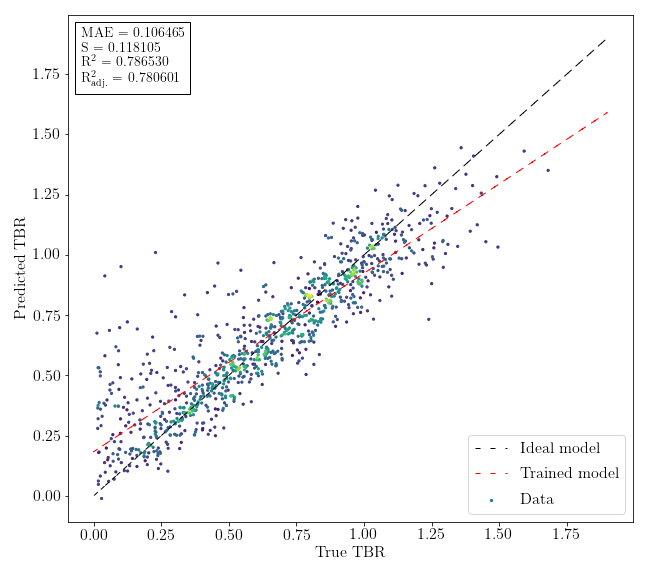 MAE = 0.106465
S = 0.118105
R² = 0.786530
R²adj. = 0.780601
1.75
1.50
1.25
1.00
0.75
0.50
0.25
0.00
Predicted TBR
Ideal model
Trained model
Data
0.00 0.25 0.50 0.75 1.00 1.25 1.50 1.75
True TBR